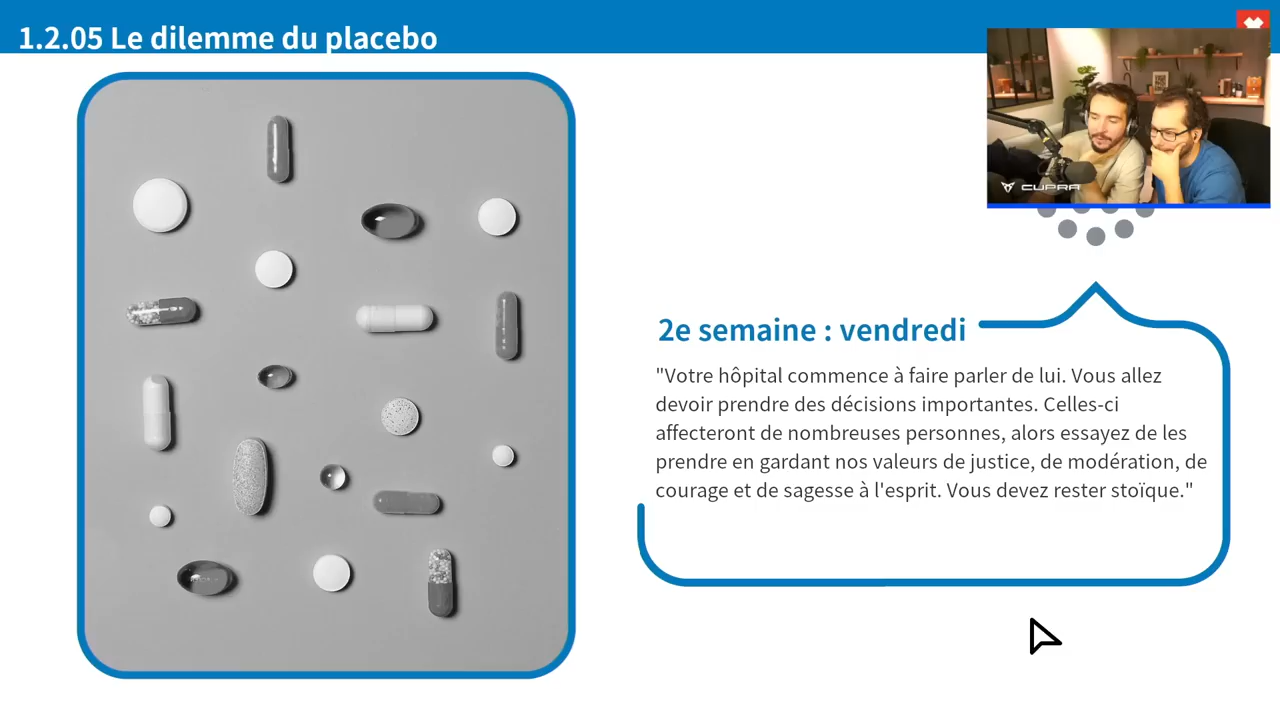 1.2.05 Le dilemme du placebo
CUPRA
2e semaine : vendredi
"Votre hôpital commence à faire parler de lui. Vous allez
devoir prendre des décisions importantes. Celles-ci
affecteront de nombreuses personnes, alors essayez de les
prendre en gardant nos valeurs de justice, de modération, de
courage et de sagesse à l'esprit. Vous devez rester stoïque."